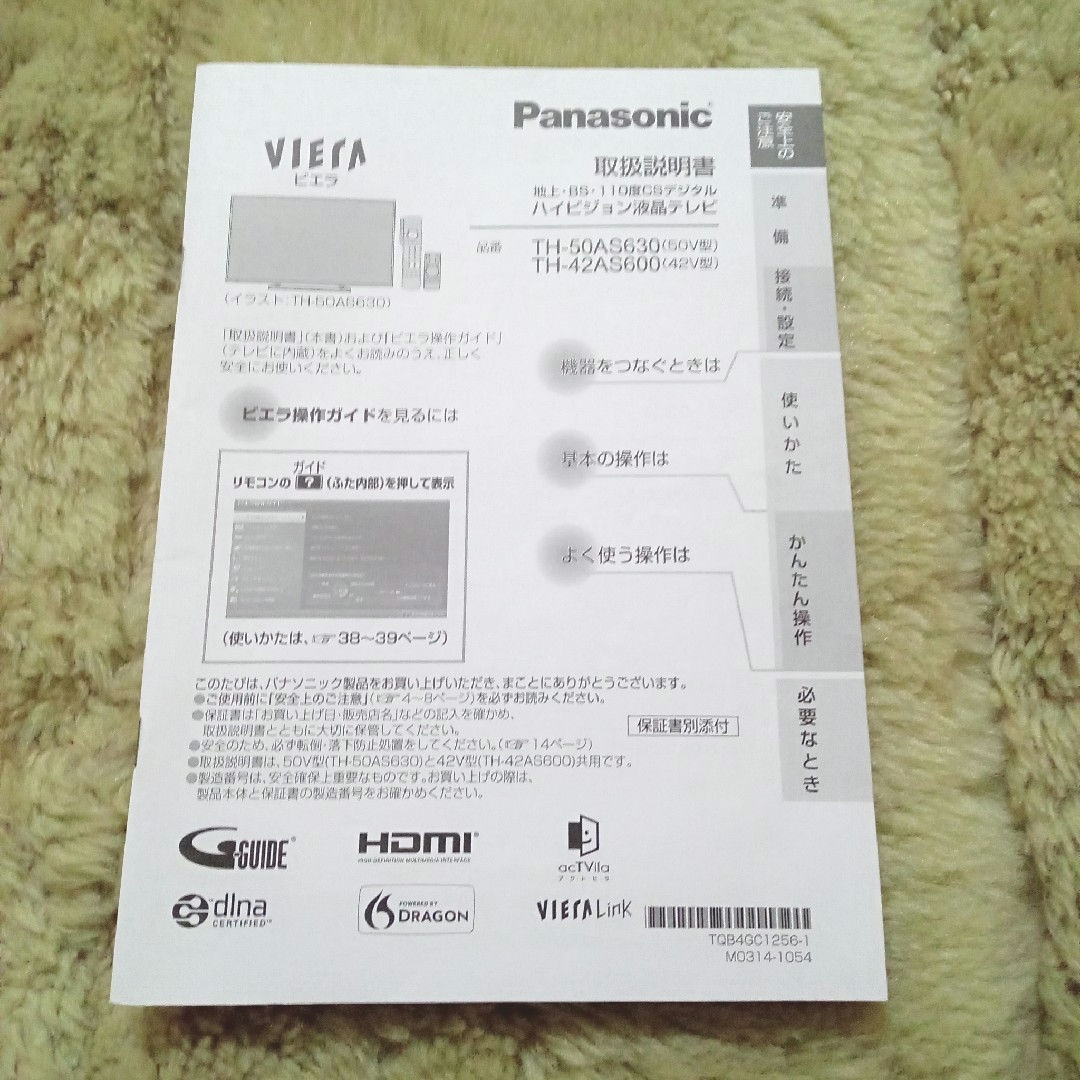 Panasonic
VIErA
ビエラ
取扱説明書
地上・BS・110度CSデジタル
ハイビジョン液晶テレビ
品番 TH-50AS630(50V型)
TH-42AS600(42V型)
(イラスト:TH-50AS630)
「取扱説明書」(本書)および「ビエラ操作ガイド」
(テレビに内蔵)をよくお読みのうえ、正しく
安全にお使いください。
ビエラ操作ガイドを見るには
ガイド
リモコンの ? (ふた内部)を押して表示
(使いかたは、☞38~39ページ)
機器をつなぐときは
基本の操作は
よく使う操作は
安全上の
ご注意
準備
接続・設定
使いかた
かんたん操作
必要なとき
このたびは、パナソニック製品をお買い上げいただき、まことにありがとうございます。
●ご使用前に「安全上のご注意」(☞4~8ページ)を必ずお読みください。
●保証書は「お買い上げ日・販売店名」などの記入を確かめ、
取扱説明書とともに大切に保管してください。
●安全のため、必ず転倒・落下防止処置をしてください。(☞14ページ)
●取扱説明書は、50V型(TH-50AS630)と42V型(TH-42AS600)共用です。
●製造番号は、安全確保上重要なものです。お買い上げの際は、
製品本体と保証書の製造番号をお確かめください。
保証書別添付
G-GUIDE®
HDMI®
HIGH-DEFINITION MULTIMEDIA INTERFACE
acTVila
アクトビラ
dlna
CERTIFIED™
POWERED BY
DRAGON
VIErA Link
TQB4GC1256-1
M0314-1054